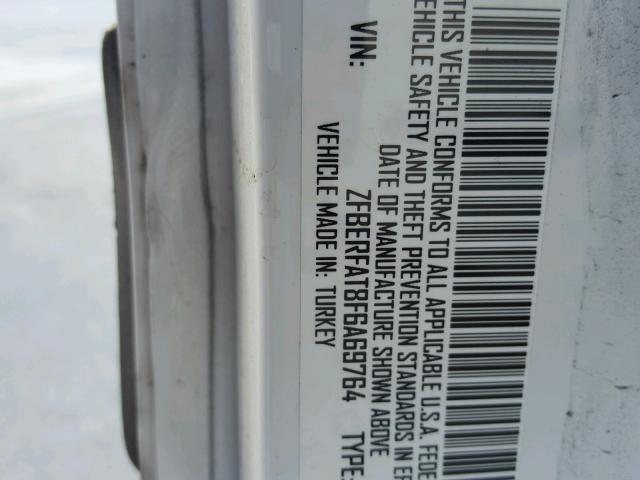 THIS VEHICLE CONFORMS TO ALL APPLICABLE U.S.A. FEDE
VEHICLE SAFETY AND THEFT PREVENTION STANDARDS IN EF
DATE OF MANUFACTURE SHOWN ABOVE
VIN: ZFBERFAT8F6A69764 TYPE:
VEHICLE MADE IN: TURKEY